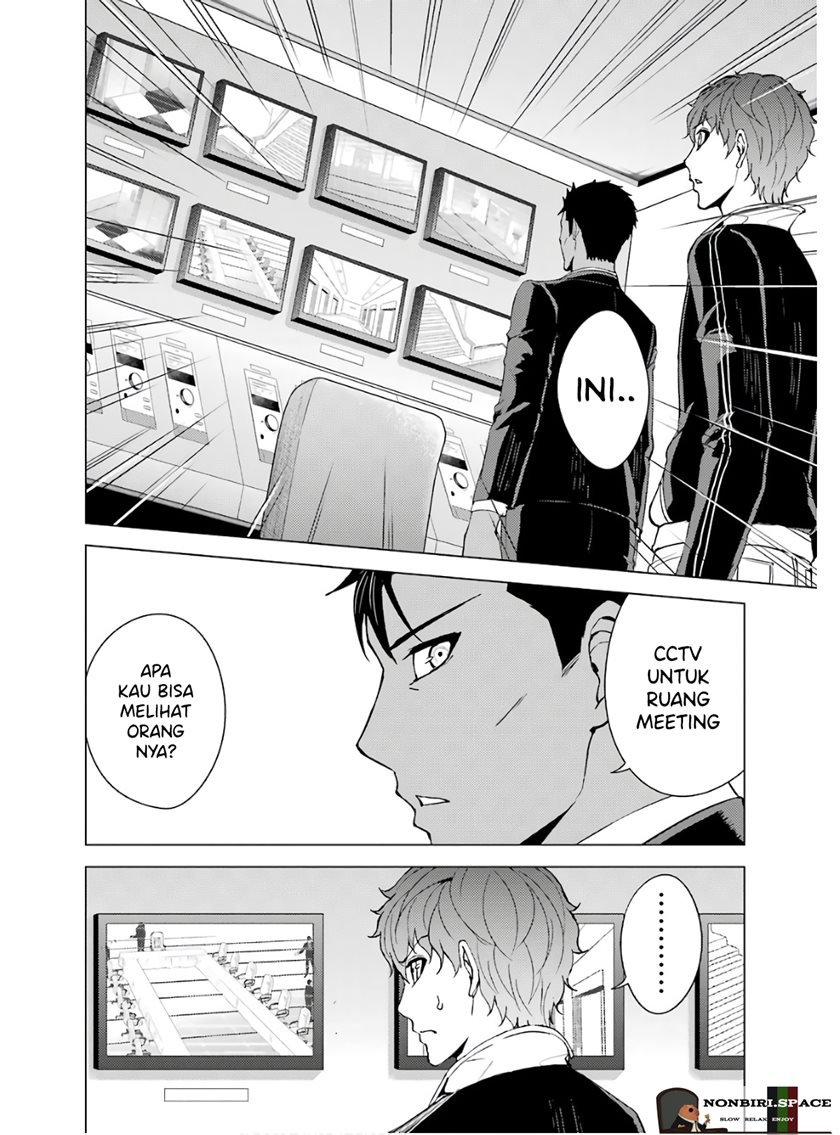 INI..
CCTV
UNTUK
RUANG
MEETING
APA
KAU BISA
MELIHAT
ORANG
NYA?
..........
NONBIRI.SPACE
SLOW RELAX ENJOY